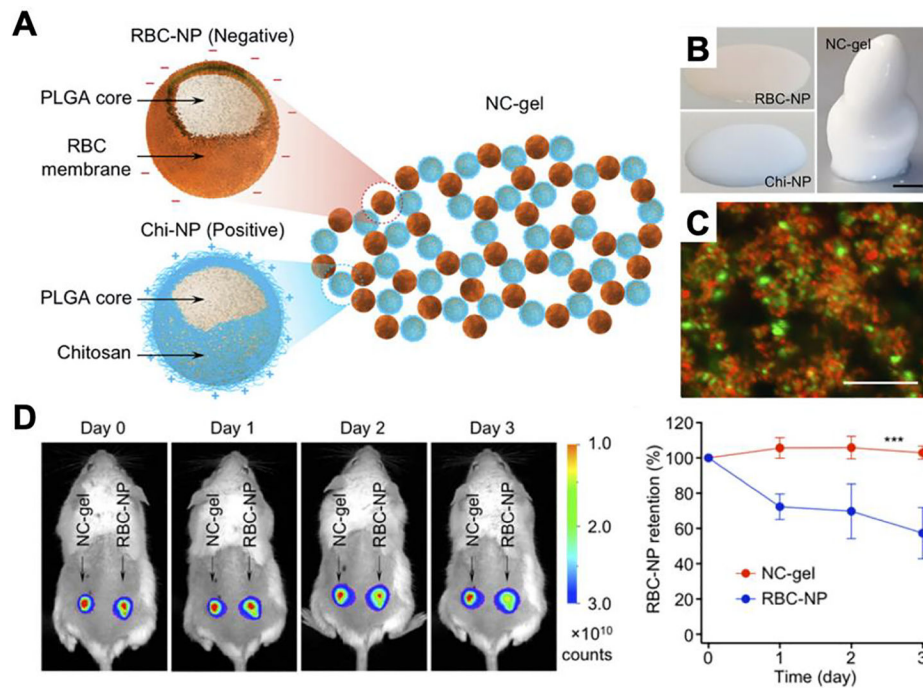 A
RBC-NP (Negative)
PLGA core
RBC
membrane
Chi-NP (Positive)
PLGA core
Chitosan
NC-gel
B
RBC-NP
Chi-NP
NC-gel
C
D
Day 0
Day 1
Day 2
Day 3
NC-gel
RBC-NP
NC-gel
RBC-NP
NC-gel
RBC-NP
NC-gel
RBC-NP
1.0
2.0
3.0
×10¹⁰
counts
RBC-NP retention (%)
120
100
80
60
40
20
0
***
NC-gel
RBC-NP
0 1 2 3
Time (day)